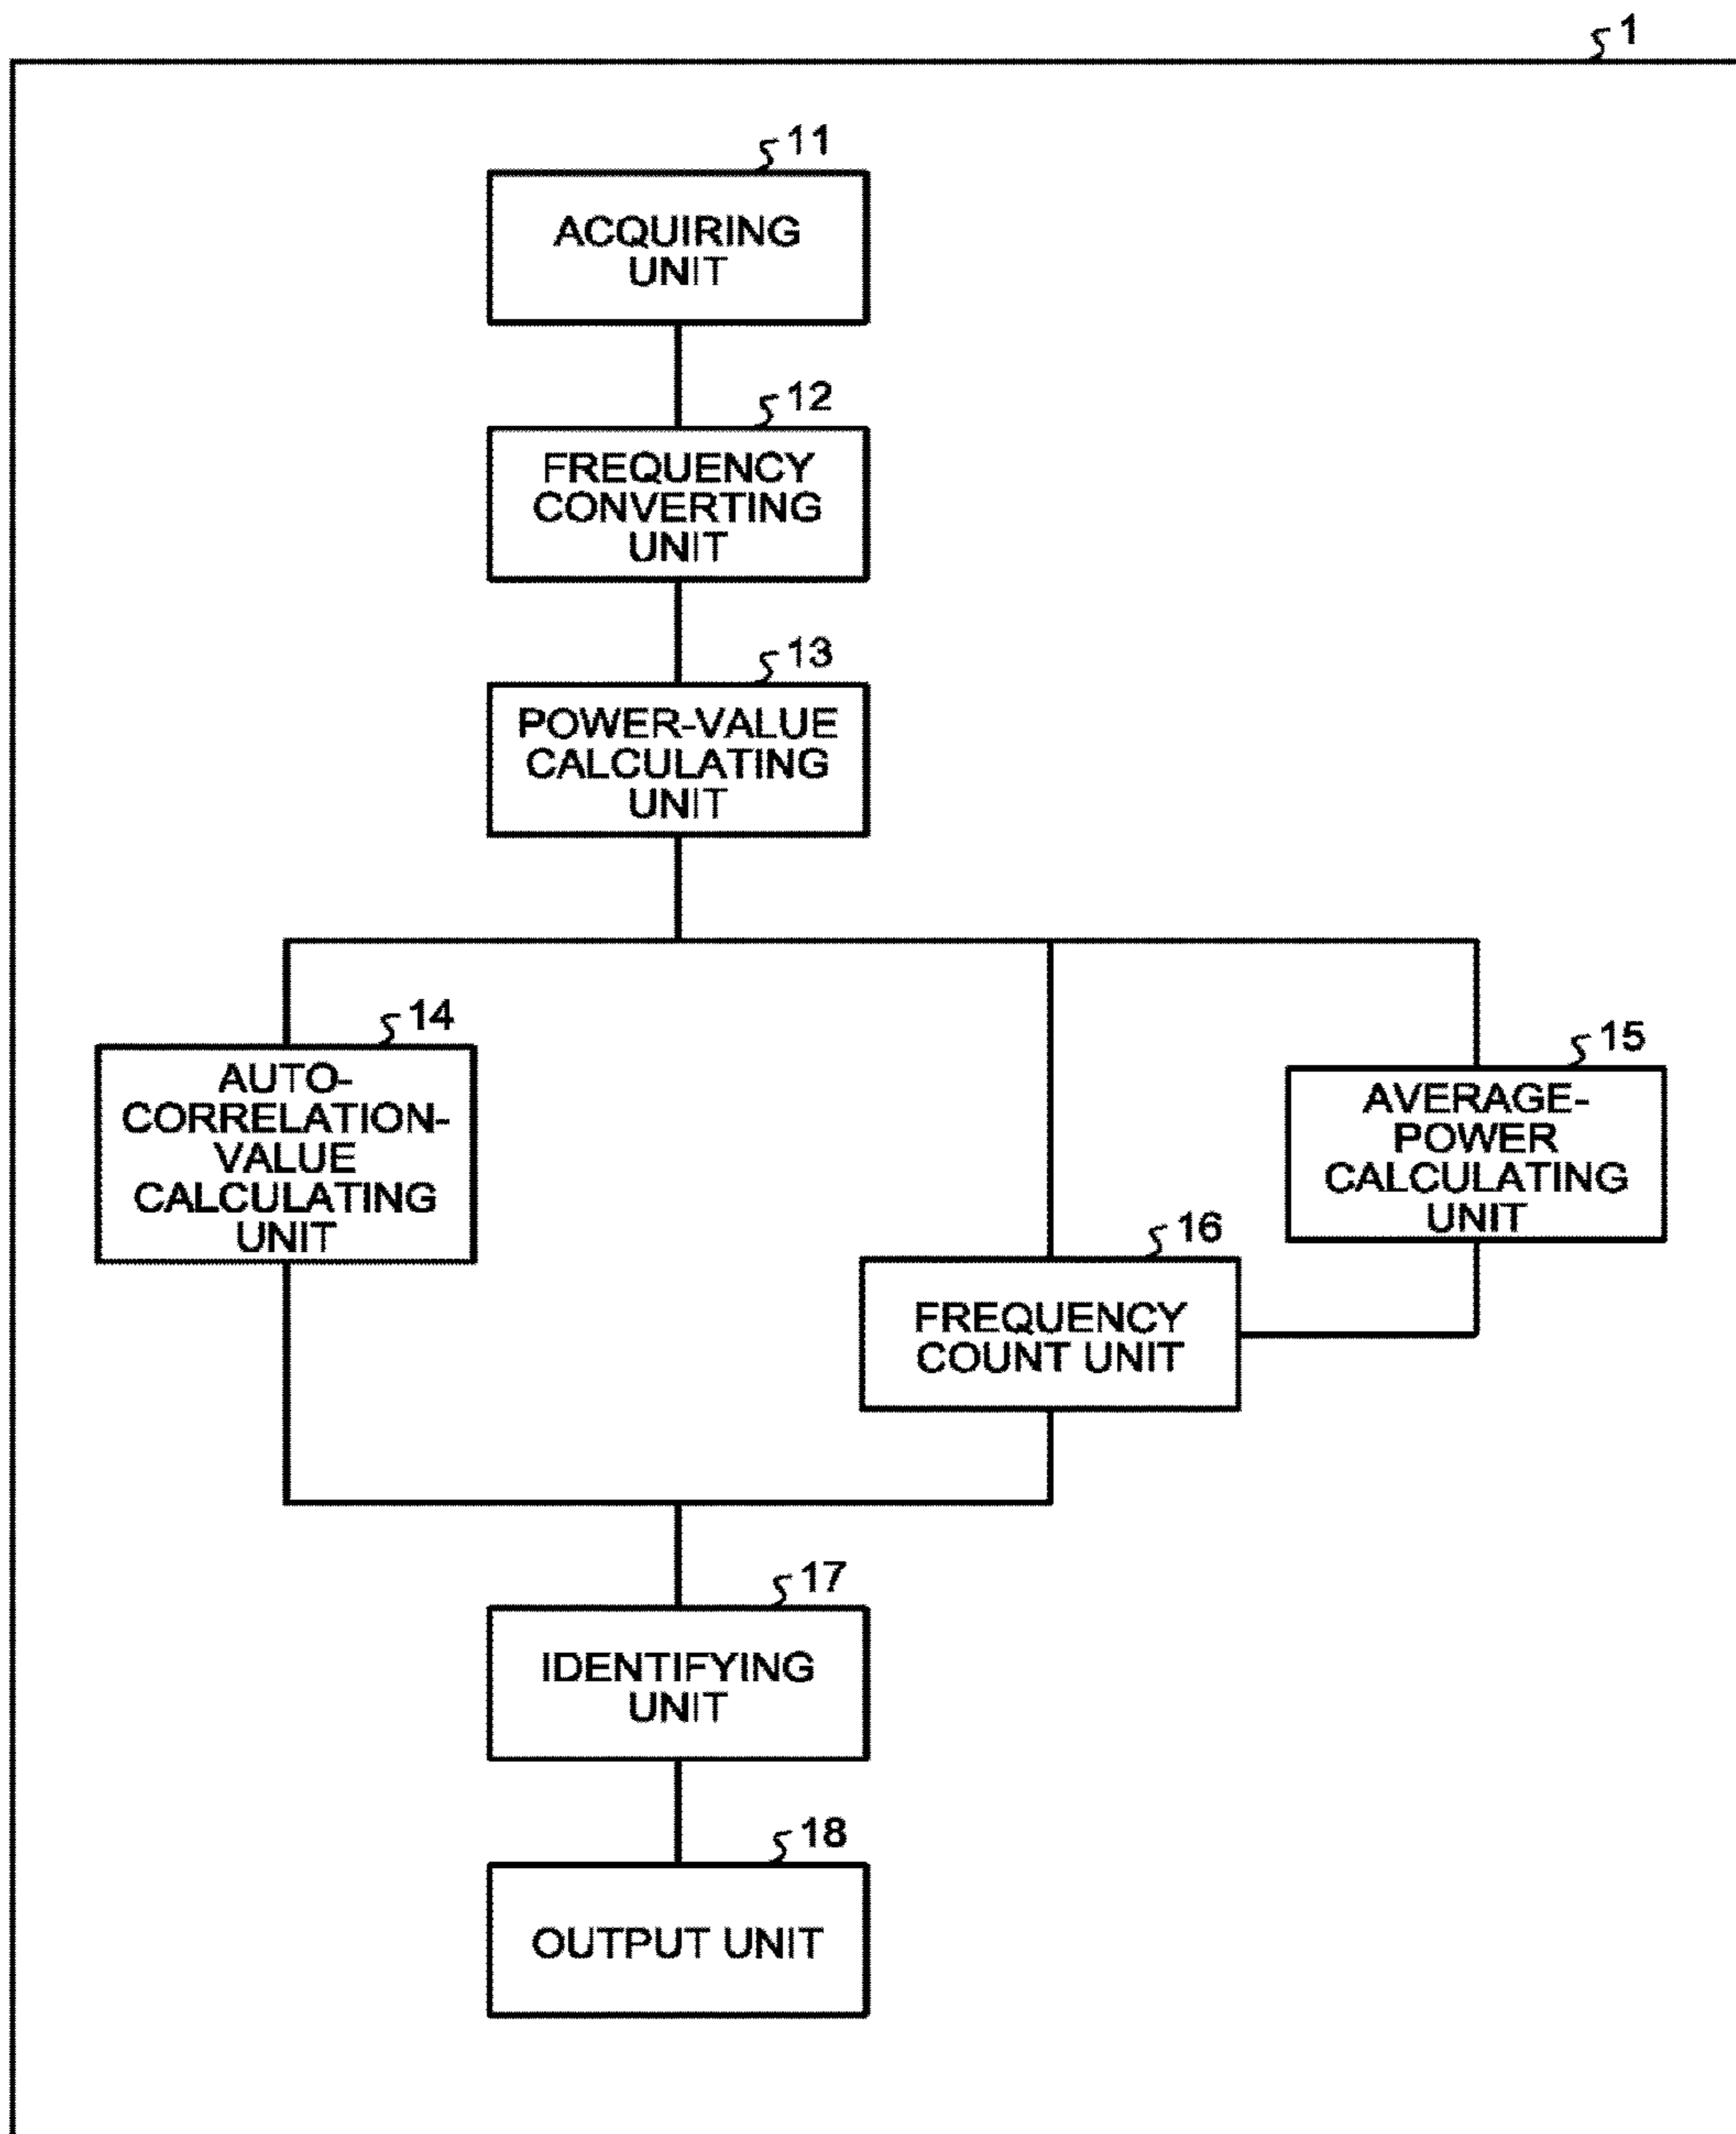 1
11
ACQUIRING
UNIT
12
FREQUENCY
CONVERTING
UNIT
13
POWER-VALUE
CALCULATING
UNIT
14
AUTO-
CORRELATION-
VALUE
CALCULATING
UNIT
15
AVERAGE-
POWER
CALCULATING
UNIT
16
FREQUENCY
COUNT UNIT
17
IDENTIFYING
UNIT
18
OUTPUT UNIT